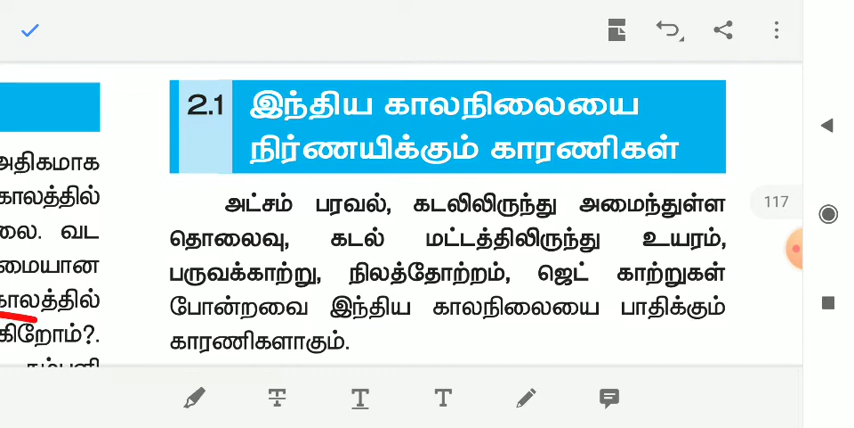 2.1 இந்திய காலநிலையை
நிர்ணயிக்கும் காரணிகள்
அதிகமாக
காலத்தில்
லை. வட
மையான
காலத்தில்
கிறோம்?.
அட்சம் பரவல், கடலிலிருந்து அமைந்துள்ள
தொலைவு, கடல் மட்டத்திலிருந்து உயரம்,
பருவக்காற்று, நிலத்தோற்றம், ஜெட் காற்றுகள்
போன்றவை இந்திய காலநிலையை பாதிக்கும்
காரணிகளாகும்.
117